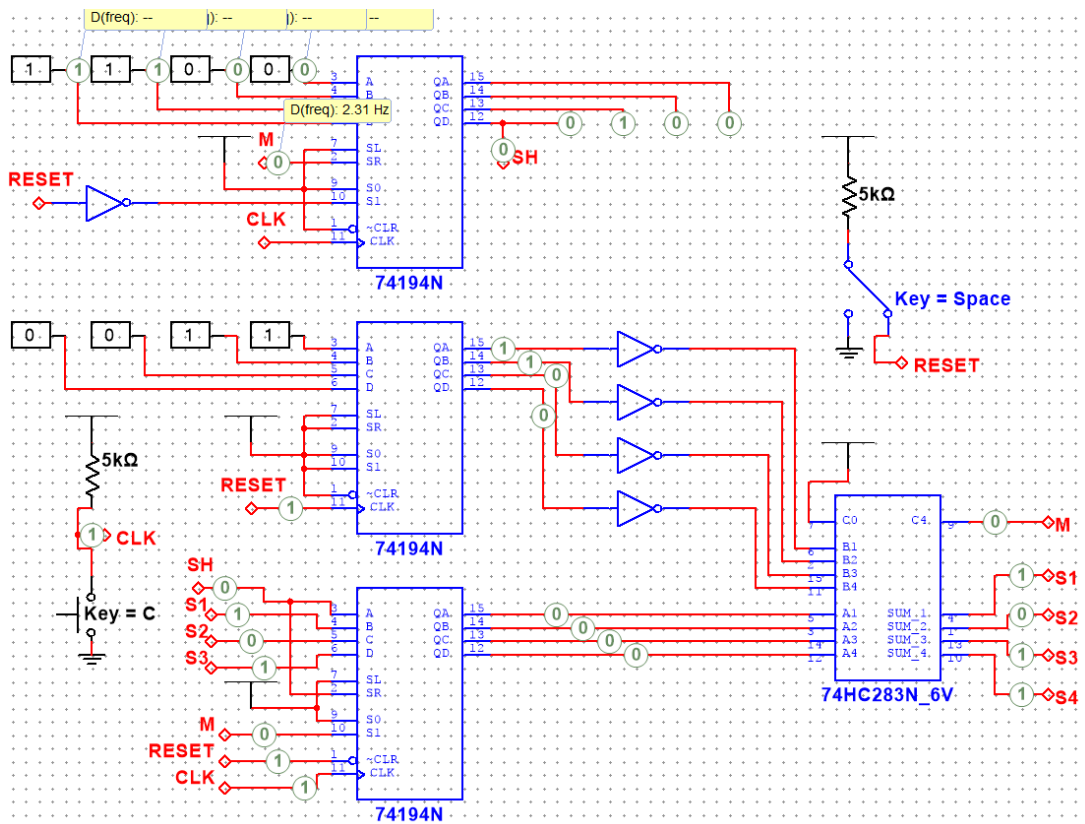 D(freq): -- ı): -- ı): -- --
1 1 1 1 0 0 0 0
3 A QA 15
4 B QB 14
QC 13
QD 12
D(freq): 2.31 Hz
0 1 0 0
M
0
7 SL
SR
0 SH
RESET
9 S0
10 S1
CLK
1 ~CLR
11 CLK
74194N
5kΩ
Key = Space
RESET
0 0 1 1
3 A QA 15 1
4 B QB 14 1
5 C QC 13 0
6 D QD 12 0
7 SL
SR
9 S0
10 S1
5kΩ
RESET 1
1 ~CLR
11 CLK
74194N
1 CLK
Key = C
7 C0 C4 9 0 M
6 B1
2 B2
15 B3
11 B4
5 A1 SUM_1 4 1 S1
3 A2 SUM_2 1 0 S2
14 A3 SUM_3 13 1 S3
12 A4 SUM_4 10 1 S4
74HC283N_6V
SH 0
S1 1
S2 0
S3 1
3 A QA 15 0
4 B QB 14 0
5 C QC 13 0
6 D QD 12 0
7 SL
SR
9 S0
M 0 10 S1
RESET 1 1 ~CLR
CLK 1 11 CLK
74194N